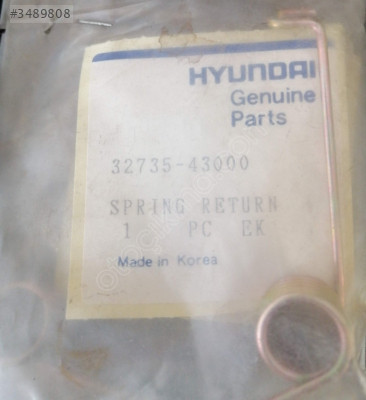 #3489808
HYUNDAI
Genuine
Parts
32735-43000
SPRING RETURN
1 PC EK
Made in Korea